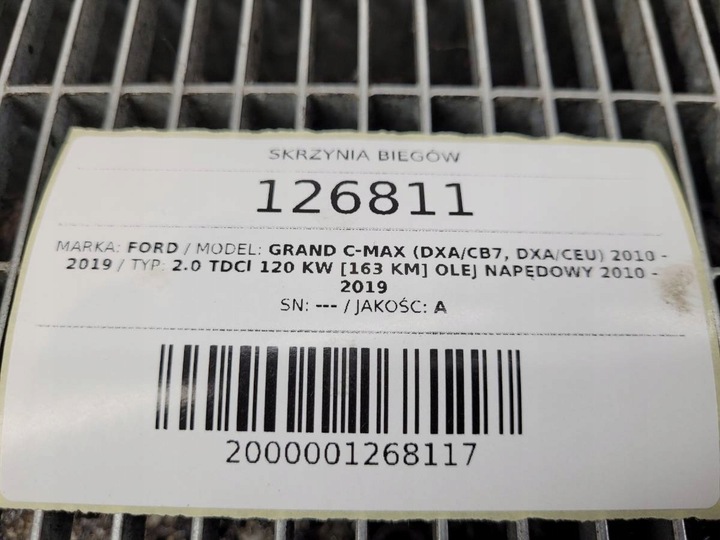 SKRZYNIA BIEGÓW
126811
MARKA: FORD / MODEL: GRAND C-MAX (DXA/CB7, DXA/CEU) 2010 -
2019 / TYP: 2.0 TDCI 120 KW [163 KM] OLEJ NAPĘDOWY 2010 -
2019
SN: --- / JAKOŚĆ: A
2000001268117